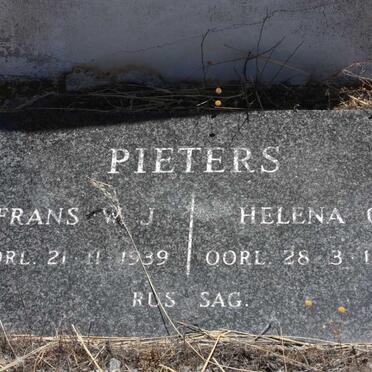 PIETERS
FRANS W. J. HELENA
OORL. 21-11-1939 OORL. 28-3-1
RUS SAG.